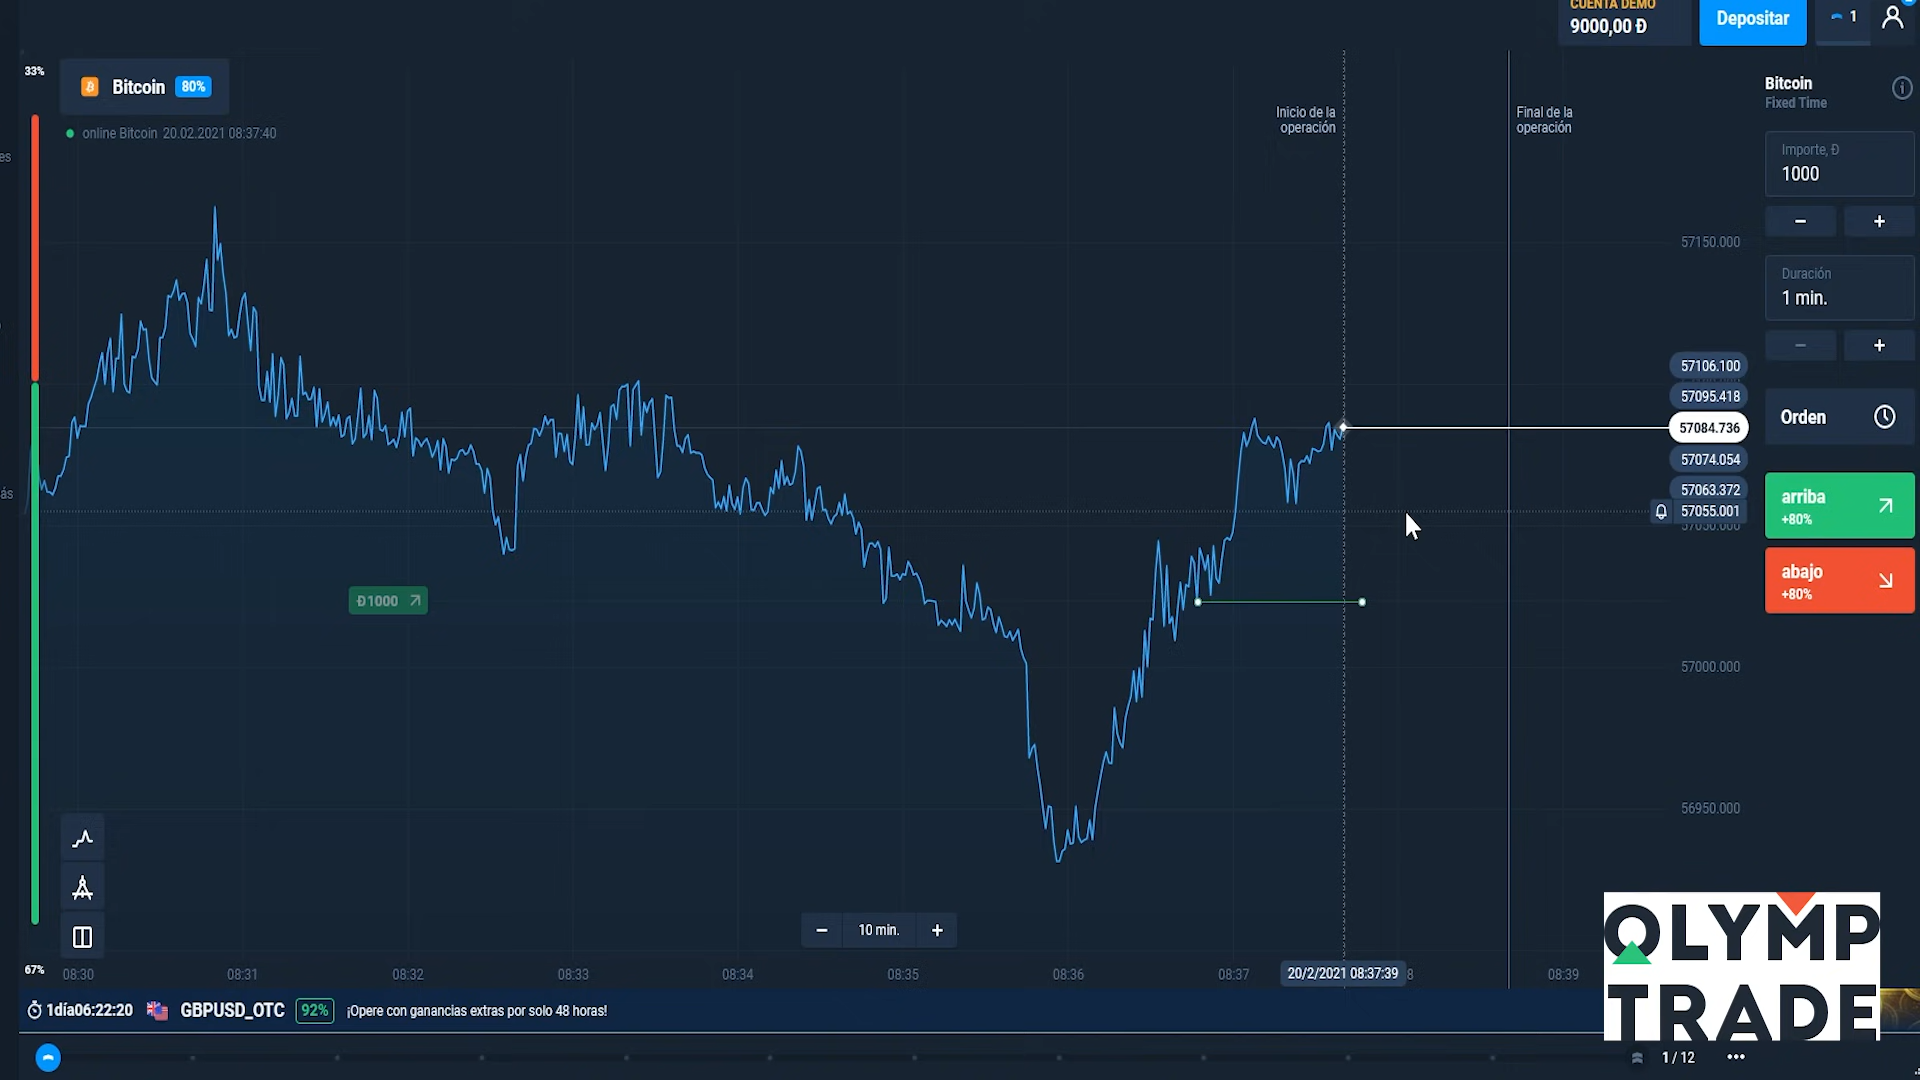 CUENTA DEMO
9000,00 Đ
Depositar
1
33%
Bitcoin 80%
online Bitcoin 20.02.2021 08:37:40
es
ás
Inicio de la
operación
Final de la
operación
Bitcoin
Fixed Time
Importe, Đ
1000
Duración
1 min.
Orden
arriba
+80%
abajo
+80%
57150.000
57106.100
57095.418
57084.736
57074.054
57063.372
57055.001
57050.000
57000.000
56950.000
Đ1000
10 min.
67%
08:30 08:31 08:32 08:33 08:34 08:35 08:36 08:37 20/2/2021 08:37:39 8 08:39
1día06:22:20 GBPUSD_OTC 92% ¡Opere con ganancias extras por solo 48 horas!
OLYMP
TRADE
1 / 12